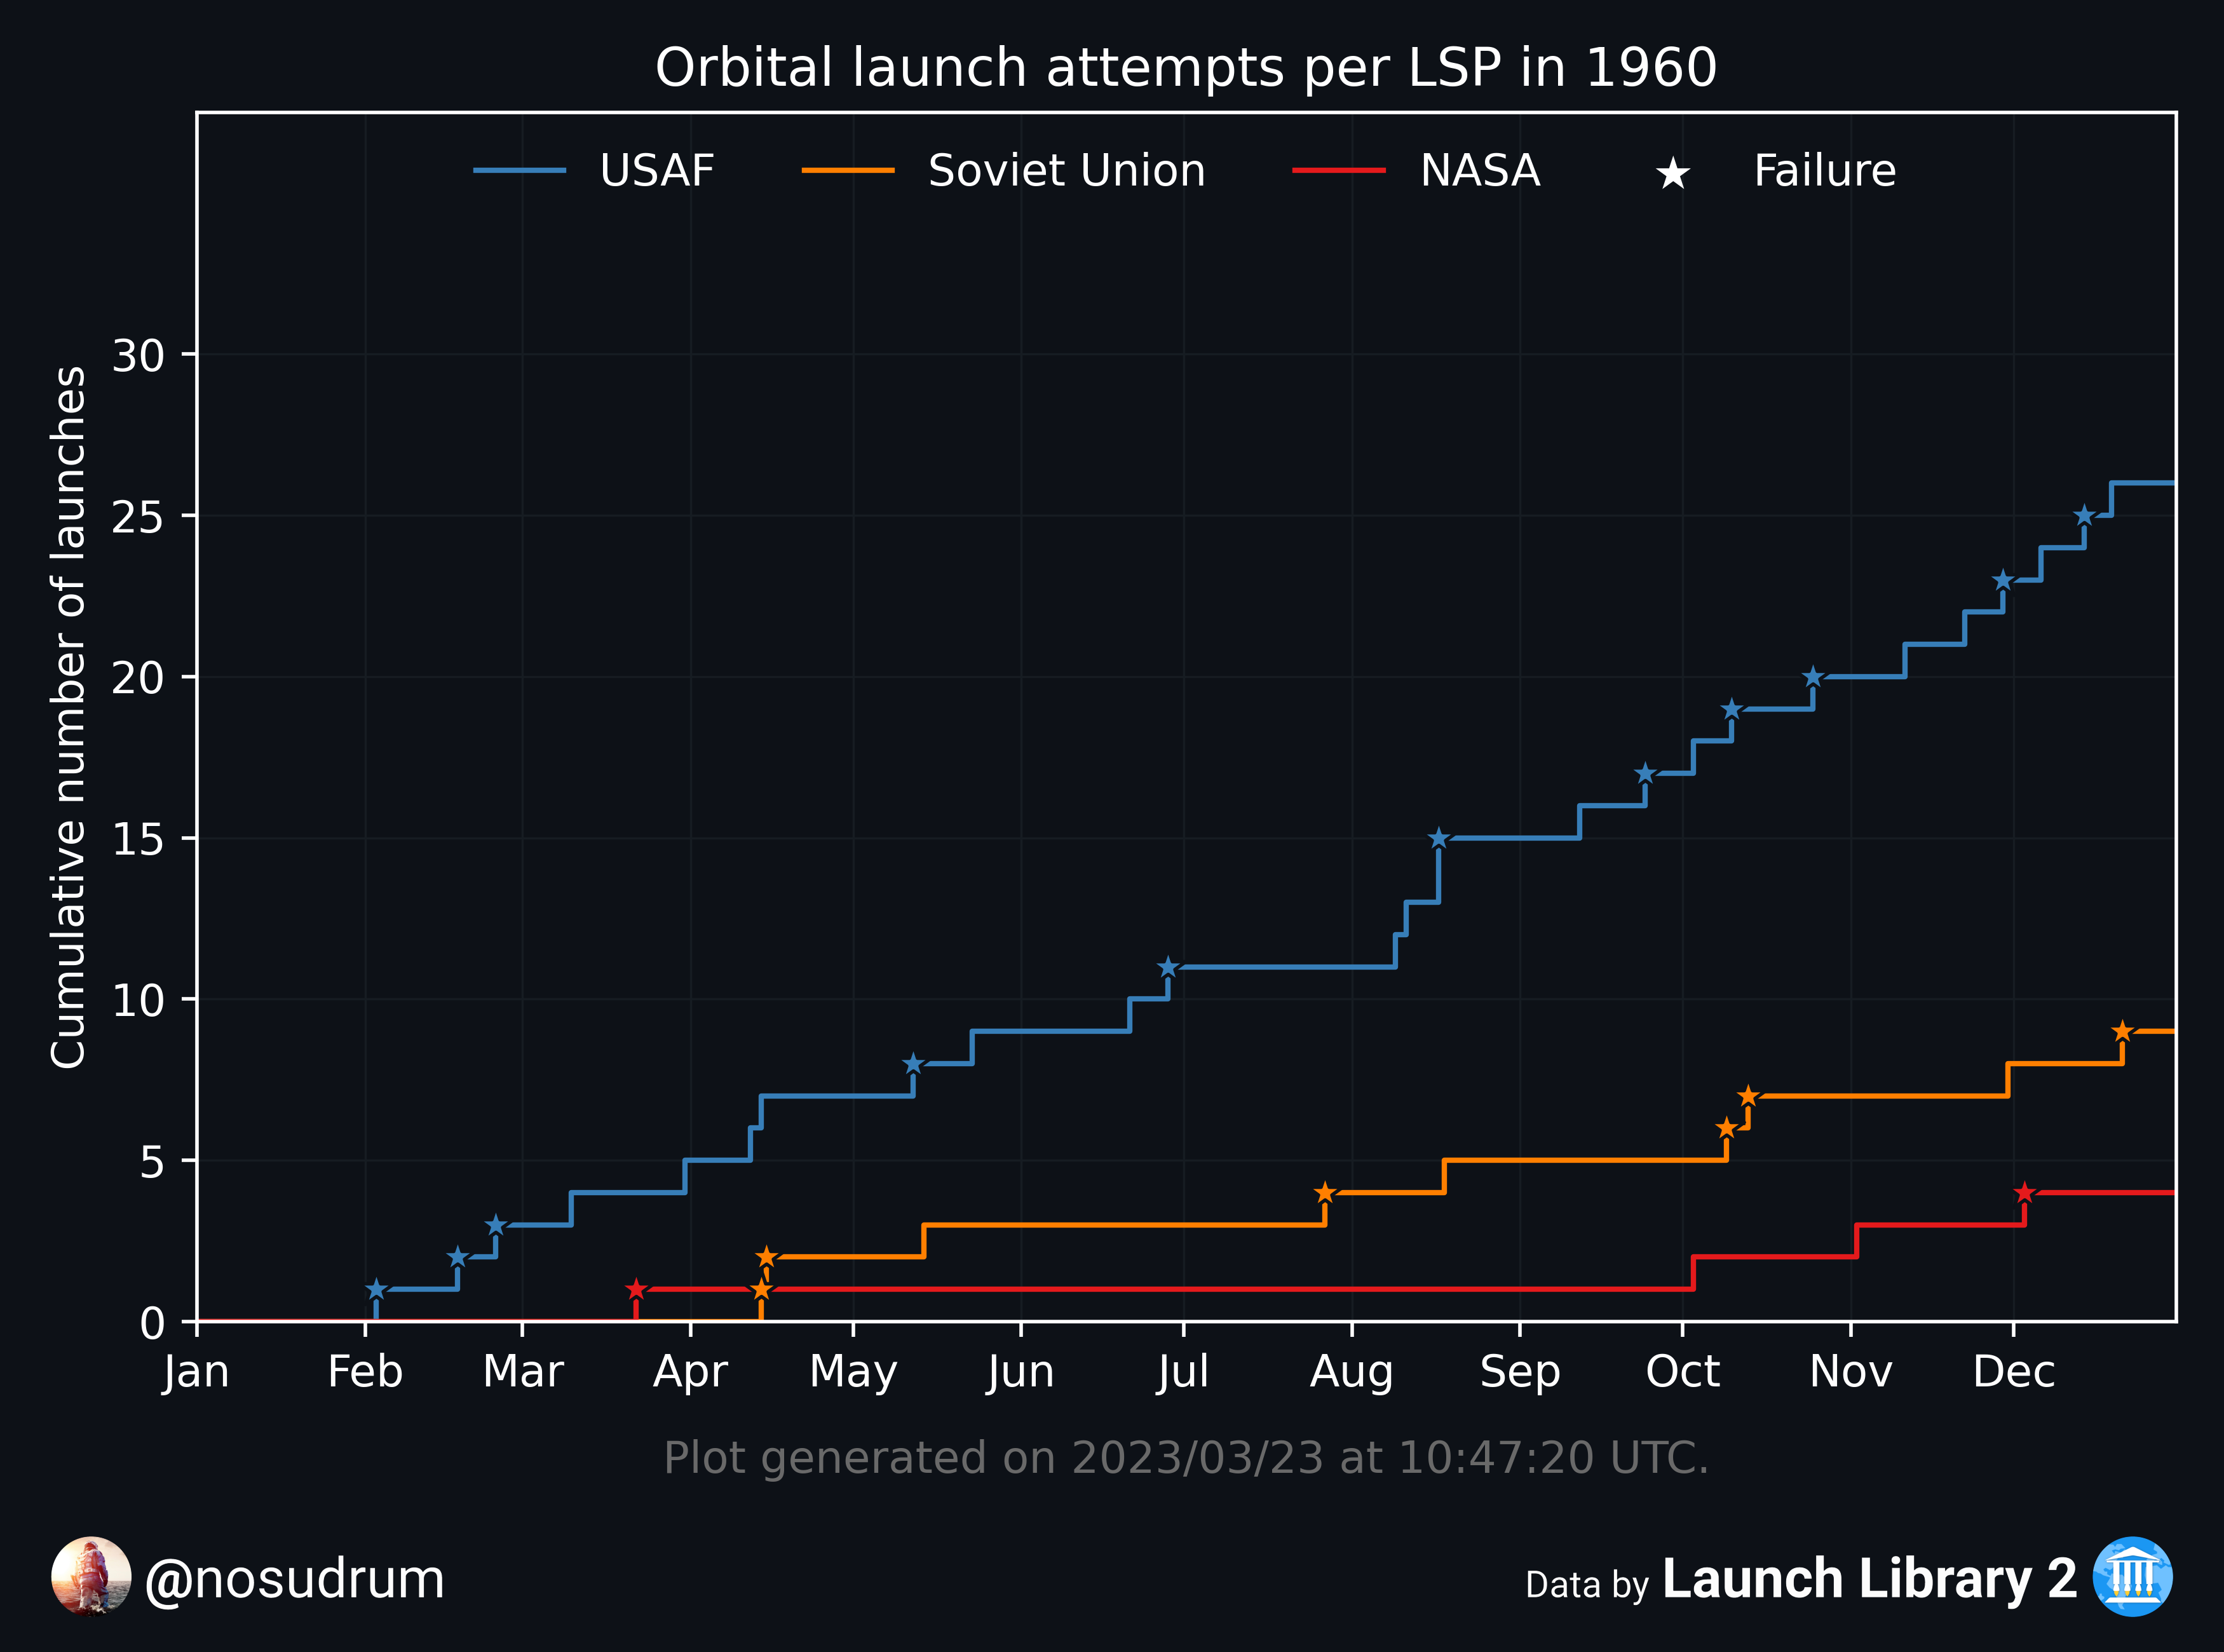 Orbital launch attempts per LSP in 1960
USAF Soviet Union NASA Failure
Cumulative number of launches
30
25
20
15
10
5
0
Jan Feb Mar Apr May Jun Jul Aug Sep Oct Nov Dec
Plot generated on 2023/03/23 at 10:47:20 UTC.
@nosudrum
Data by Launch Library 2